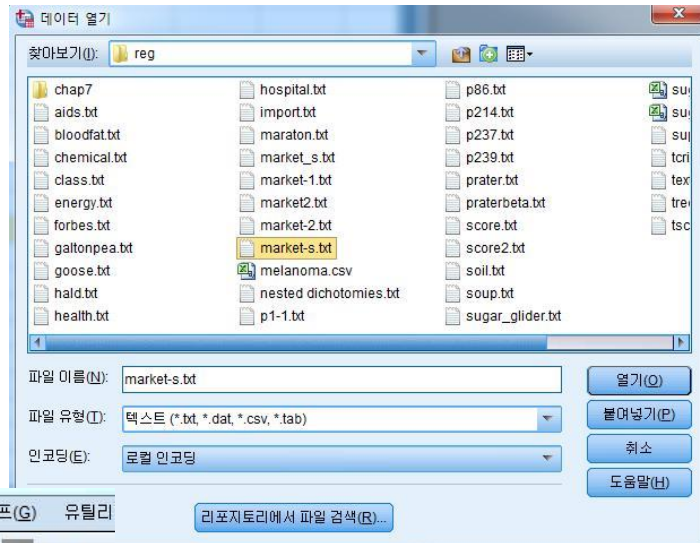 데이터 열기
찾아보기(I): reg
chap7 hospital.txt p86.txt
aids.txt import.txt p214.txt
bloodfat.txt maraton.txt p237.txt
chemical.txt market_s.txt p239.txt
class.txt market-1.txt prater.txt
energy.txt market2.txt praterbeta.txt
forbes.txt market-2.txt score.txt
galtonpea.txt market-s.txt score2.txt
goose.txt melanoma.csv soil.txt
hald.txt nested dichotomies.txt soup.txt
health.txt p1-1.txt sugar_glider.txt
파일 이름(N): market-s.txt 열기(O)
파일 유형(T): 텍스트 (*.txt, *.dat, *.csv, *.tab) 붙여넣기(P)
인코딩(E): 로컬 인코딩 취소
도움말(H)
프(G) 유틸리 리포지토리에서 파일 검색(R)...